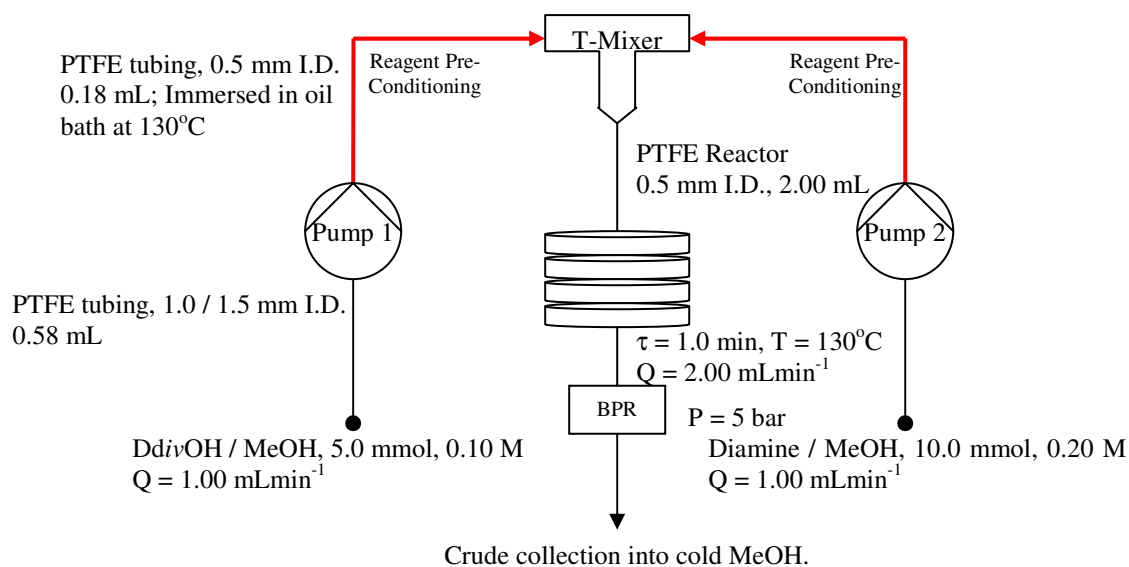 T-Mixer
PTFE tubing, 0.5 mm I.D.
0.18 mL; Immersed in oil
bath at 130°C
Reagent Pre-
Conditioning
Reagent Pre-
Conditioning
PTFE Reactor
0.5 mm I.D., 2.00 mL
Pump 1
Pump 2
PTFE tubing, 1.0 / 1.5 mm I.D.
0.58 mL
τ = 1.0 min, T = 130°C
Q = 2.00 mLmin⁻¹
BPR
P = 5 bar
DdivOH / MeOH, 5.0 mmol, 0.10 M
Q = 1.00 mLmin⁻¹
Diamine / MeOH, 10.0 mmol, 0.20 M
Q = 1.00 mLmin⁻¹
Crude collection into cold MeOH.